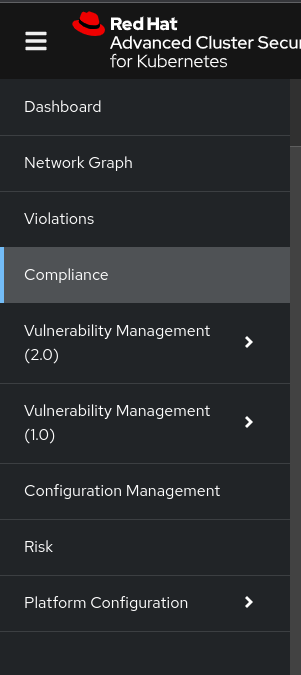 Red Hat
Advanced Cluster Secur
for Kubernetes
Dashboard
Network Graph
Violations
Compliance
Vulnerability Management
(2.0)
Vulnerability Management
(1.0)
Configuration Management
Risk
Platform Configuration